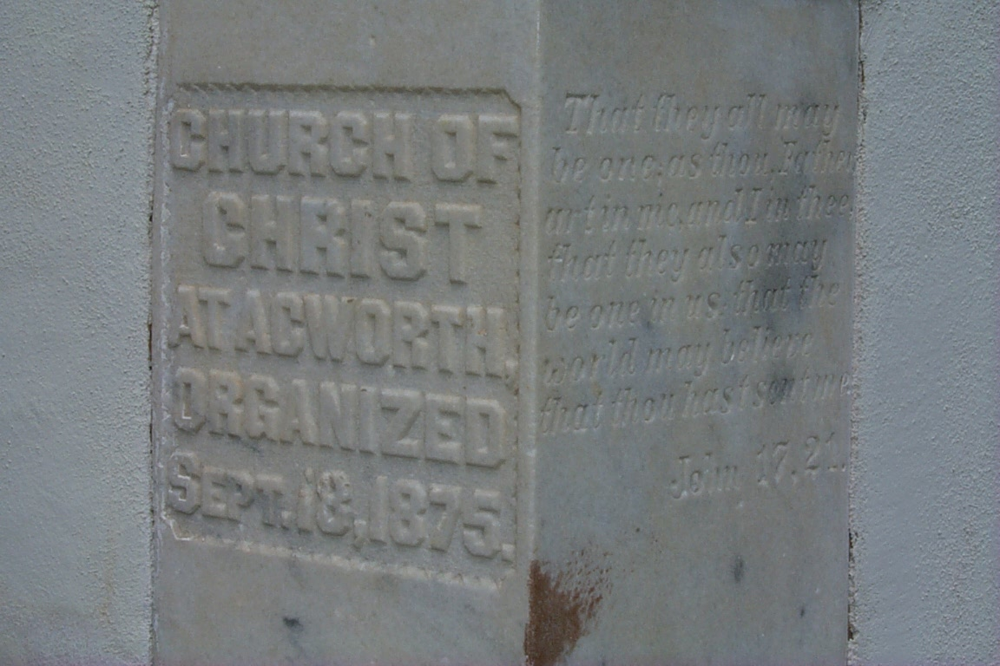 CHURCH OF
CHRIST
AT ACWORTH,
ORGANIZED
SEPT. 18, 1875.
That they all may
be one; as thou, Father
art in me, and I in thee
that they also may
be one in us: that the
world may believe
that thou hast sent me
John, 17, 21.